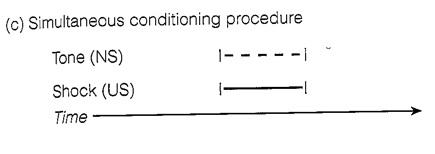 (c) Simultaneous conditioning procedure
Tone (NS)
Shock (US)
Time